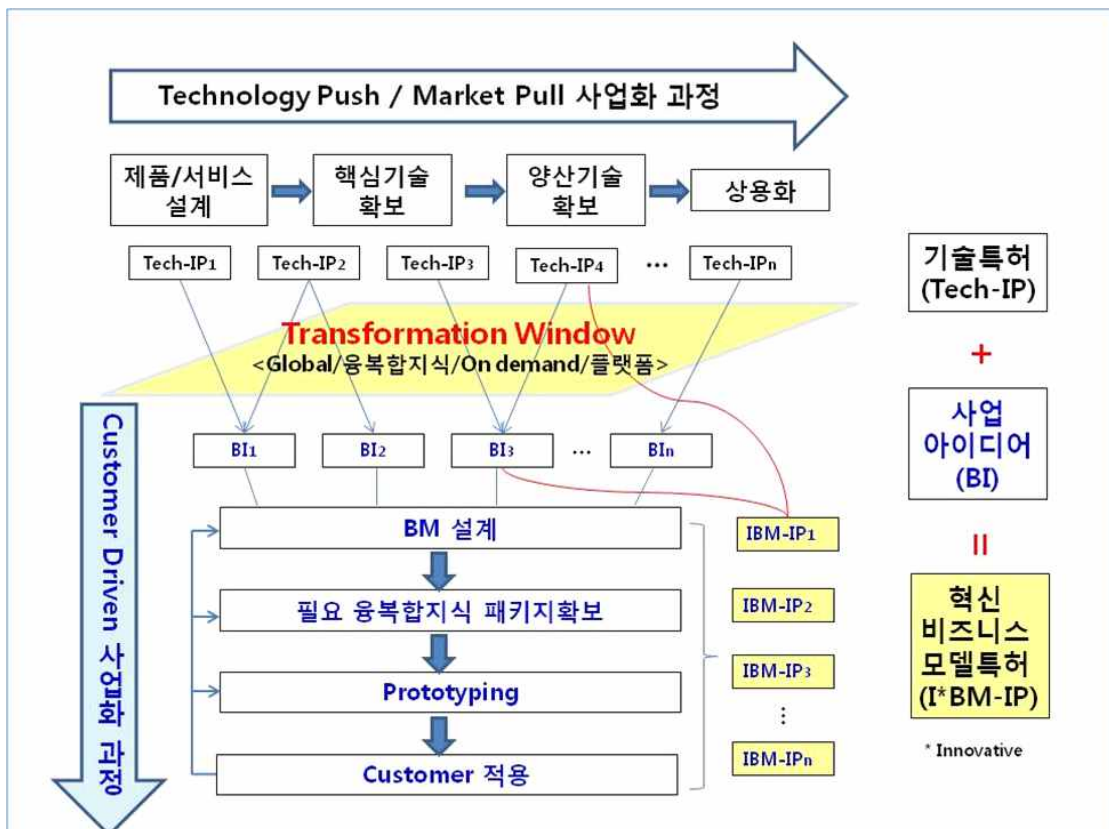 Technology Push / Market Pull 사업화 과정
제품/서비스
설계
핵심기술
확보
양산기술
확보
상용화
Tech-IP1
Tech-IP2
Tech-IP3
Tech-IP4
...
Tech-IPn
Transformation Window
<Global/융복합지식/On demand/플랫폼>
Customer Driven 사업화 과정
BI1
BI2
BI3
...
BIn
BM 설계
필요 융복합지식 패키지확보
Prototyping
Customer 적용
IBM-IP1
IBM-IP2
IBM-IP3
⋮
IBM-IPn
기술특허
(Tech-IP)
+
사업
아이디어
(BI)
=
혁신
비즈니스
모델특허
(I*BM-IP)
* Innovative